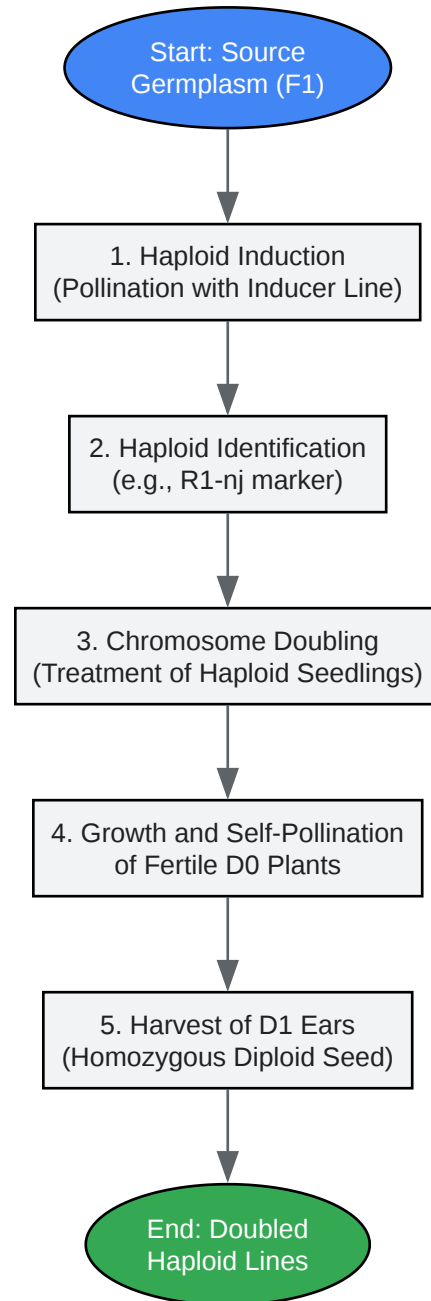 Start: Source
Germplasm (F1)
1. Haploid Induction
(Pollination with Inducer Line)
2. Haploid Identification
(e.g., R1-nj marker)
3. Chromosome Doubling
(Treatment of Haploid Seedlings)
4. Growth and Self-Pollination
of Fertile D0 Plants
5. Harvest of D1 Ears
(Homozygous Diploid Seed)
End: Doubled
Haploid Lines